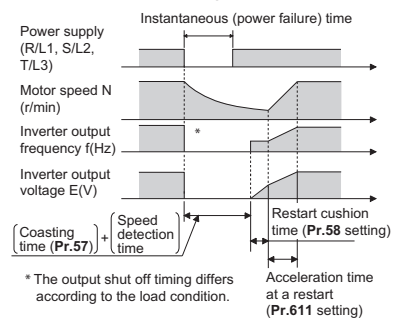 Instantaneous (power failure) time
Power supply
(R/L1, S/L2,
T/L3)
Motor speed N
(r/min)
Inverter output
frequency f(Hz)
*
Inverter output
voltage E(V)
Coasting
time (Pr.57)
+
Speed
detection
time
Restart cushion
time (Pr.58 setting)
* The output shut off timing differs
according to the load condition.
Acceleration time
at a restart
(Pr.611 setting)